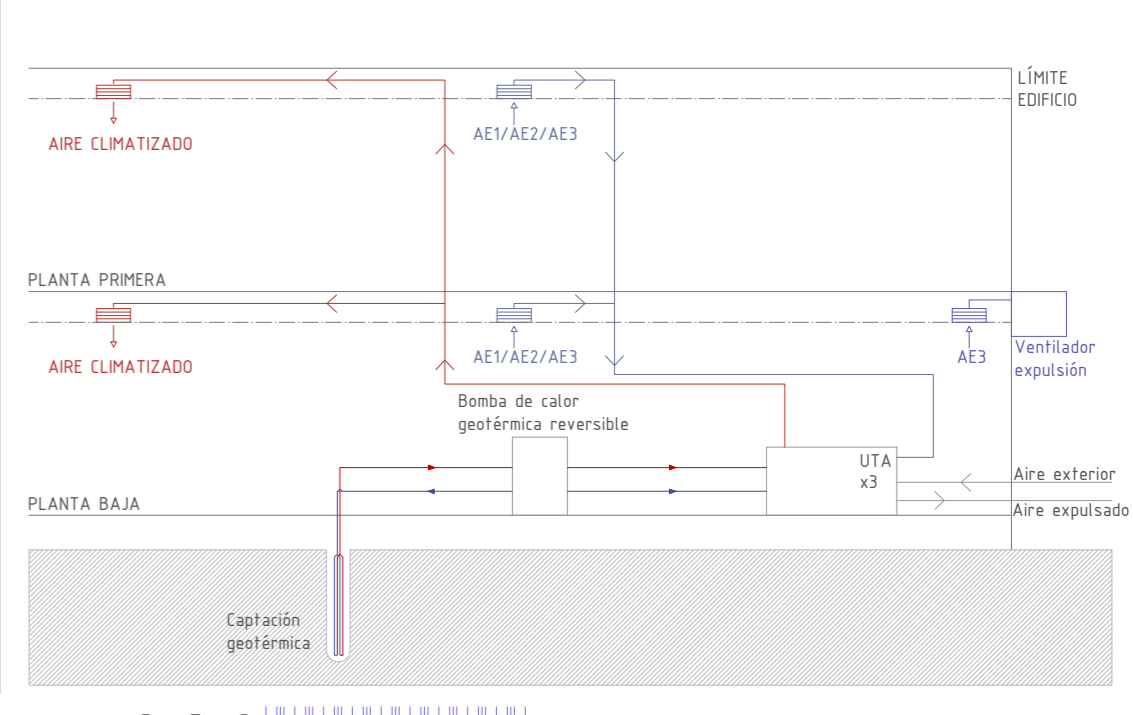 LÍMITE
EDIFICIO
AIRE CLIMATIZADO
AE1/AE2/AE3
PLANTA PRIMERA
AIRE CLIMATIZADO
AE1/AE2/AE3
AE3
Ventilador
expulsión
Bomba de calor
geotérmica reversible
UTA
x3
Aire exterior
PLANTA BAJA
Aire expulsado
Captación
geotérmica